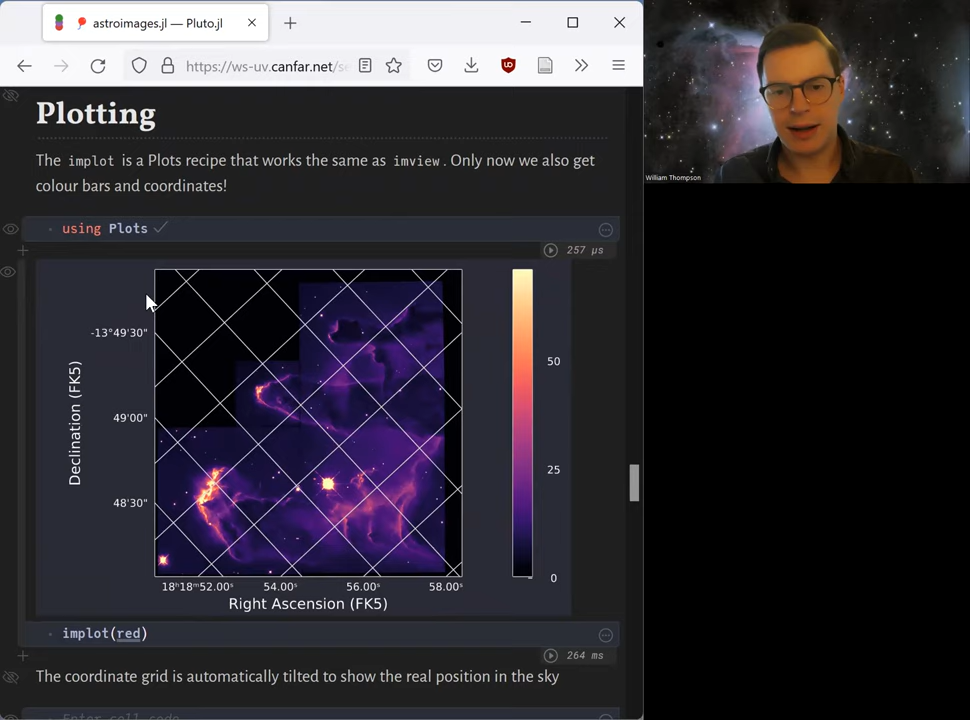 astroimages.jl — Pluto.jl
https://ws-uv.canfar.net/se
William Thompson
Plotting
The implot is a Plots recipe that works the same as imview. Only now we also get
colour bars and coordinates!
using Plots
257 μs
-13°49'30"
49'00"
48'30"
Declination (FK5)
50
25
0
18ʰ18ᵐ52.00ˢ 54.00ˢ 56.00ˢ 58.00ˢ
Right Ascension (FK5)
implot(red)
264 ms
The coordinate grid is automatically tilted to show the real position in the sky
Enter cell code...